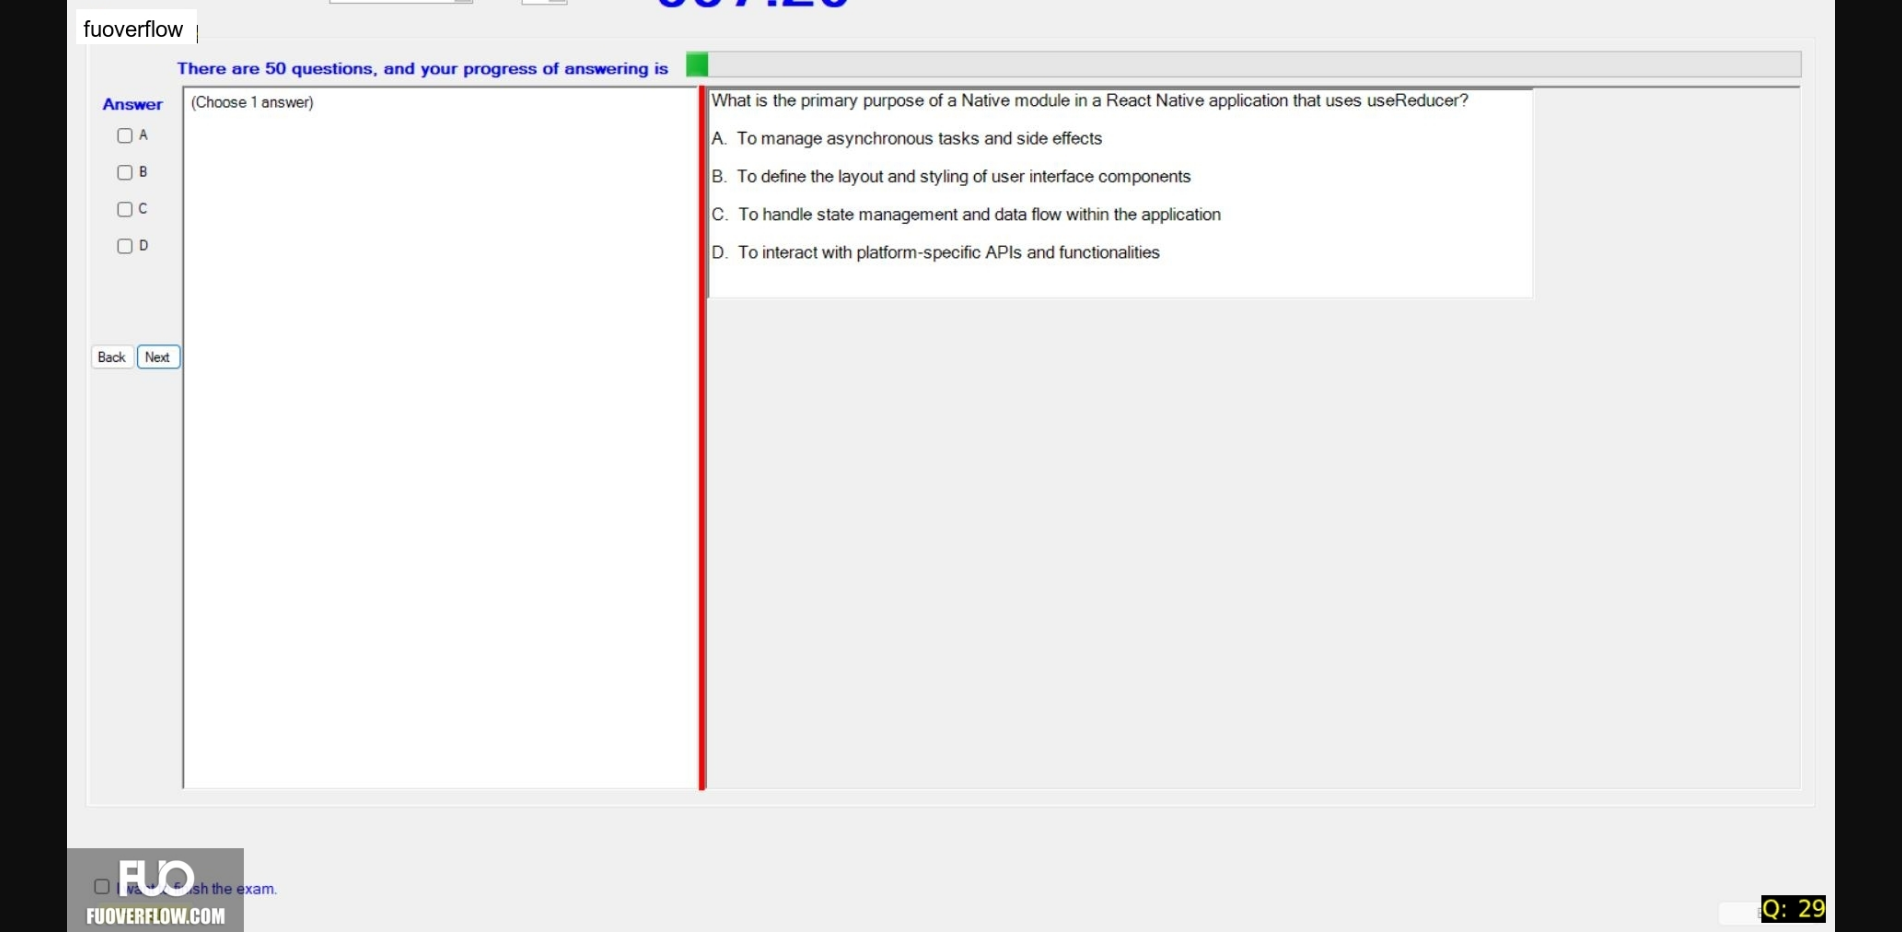 fuoverflow
There are 50 questions, and your progress of answering is
Answer
(Choose 1 answer)
A
B
C
D
Back
Next
What is the primary purpose of a Native module in a React Native application that uses useReducer?
A. To manage asynchronous tasks and side effects
B. To define the layout and styling of user interface components
C. To handle state management and data flow within the application
D. To interact with platform-specific APIs and functionalities
FUO
the exam.
FUOVERFLOW.COM
Q: 29